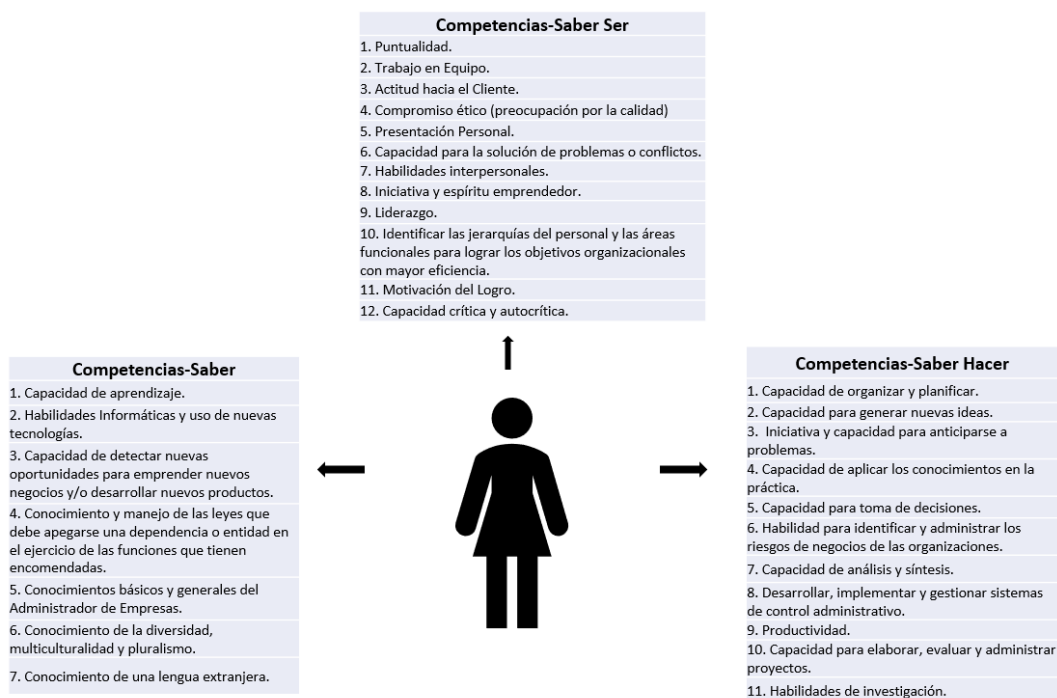 Competencias-Saber Ser
1. Puntualidad.
2. Trabajo en Equipo.
3. Actitud hacia el Cliente.
4. Compromiso ético (preocupación por la calidad)
5. Presentación Personal.
6. Capacidad para la solución de problemas o conflictos.
7. Habilidades interpersonales.
8. Iniciativa y espíritu emprendedor.
9. Liderazgo.
10. Identificar las jerarquías del personal y las áreas
funcionales para lograr los objetivos organizacionales
con mayor eficiencia.
11. Motivación del Logro.
12. Capacidad crítica y autocrítica.
Competencias-Saber
1. Capacidad de aprendizaje.
2. Habilidades Informáticas y uso de nuevas
tecnologías.
3. Capacidad de detectar nuevas
oportunidades para emprender nuevos
negocios y/o desarrollar nuevos productos.
4. Conocimiento y manejo de las leyes que
debe apegarse una dependencia o entidad en
el ejercicio de las funciones que tienen
encomendadas.
5. Conocimientos básicos y generales del
Administrador de Empresas.
6. Conocimiento de la diversidad,
multiculturalidad y pluralismo.
7. Conocimiento de una lengua extranjera.
Competencias-Saber Hacer
1. Capacidad de organizar y planificar.
2. Capacidad para generar nuevas ideas.
3. Iniciativa y capacidad para anticiparse a
problemas.
4. Capacidad de aplicar los conocimientos en la
práctica.
5. Capacidad para toma de decisiones.
6. Habilidad para identificar y administrar los
riesgos de negocios de las organizaciones.
7. Capacidad de análisis y síntesis.
8. Desarrollar, implementar y gestionar sistemas
de control administrativo.
9. Productividad.
10. Capacidad para elaborar, evaluar y administrar
proyectos.
11. Habilidades de investigación.